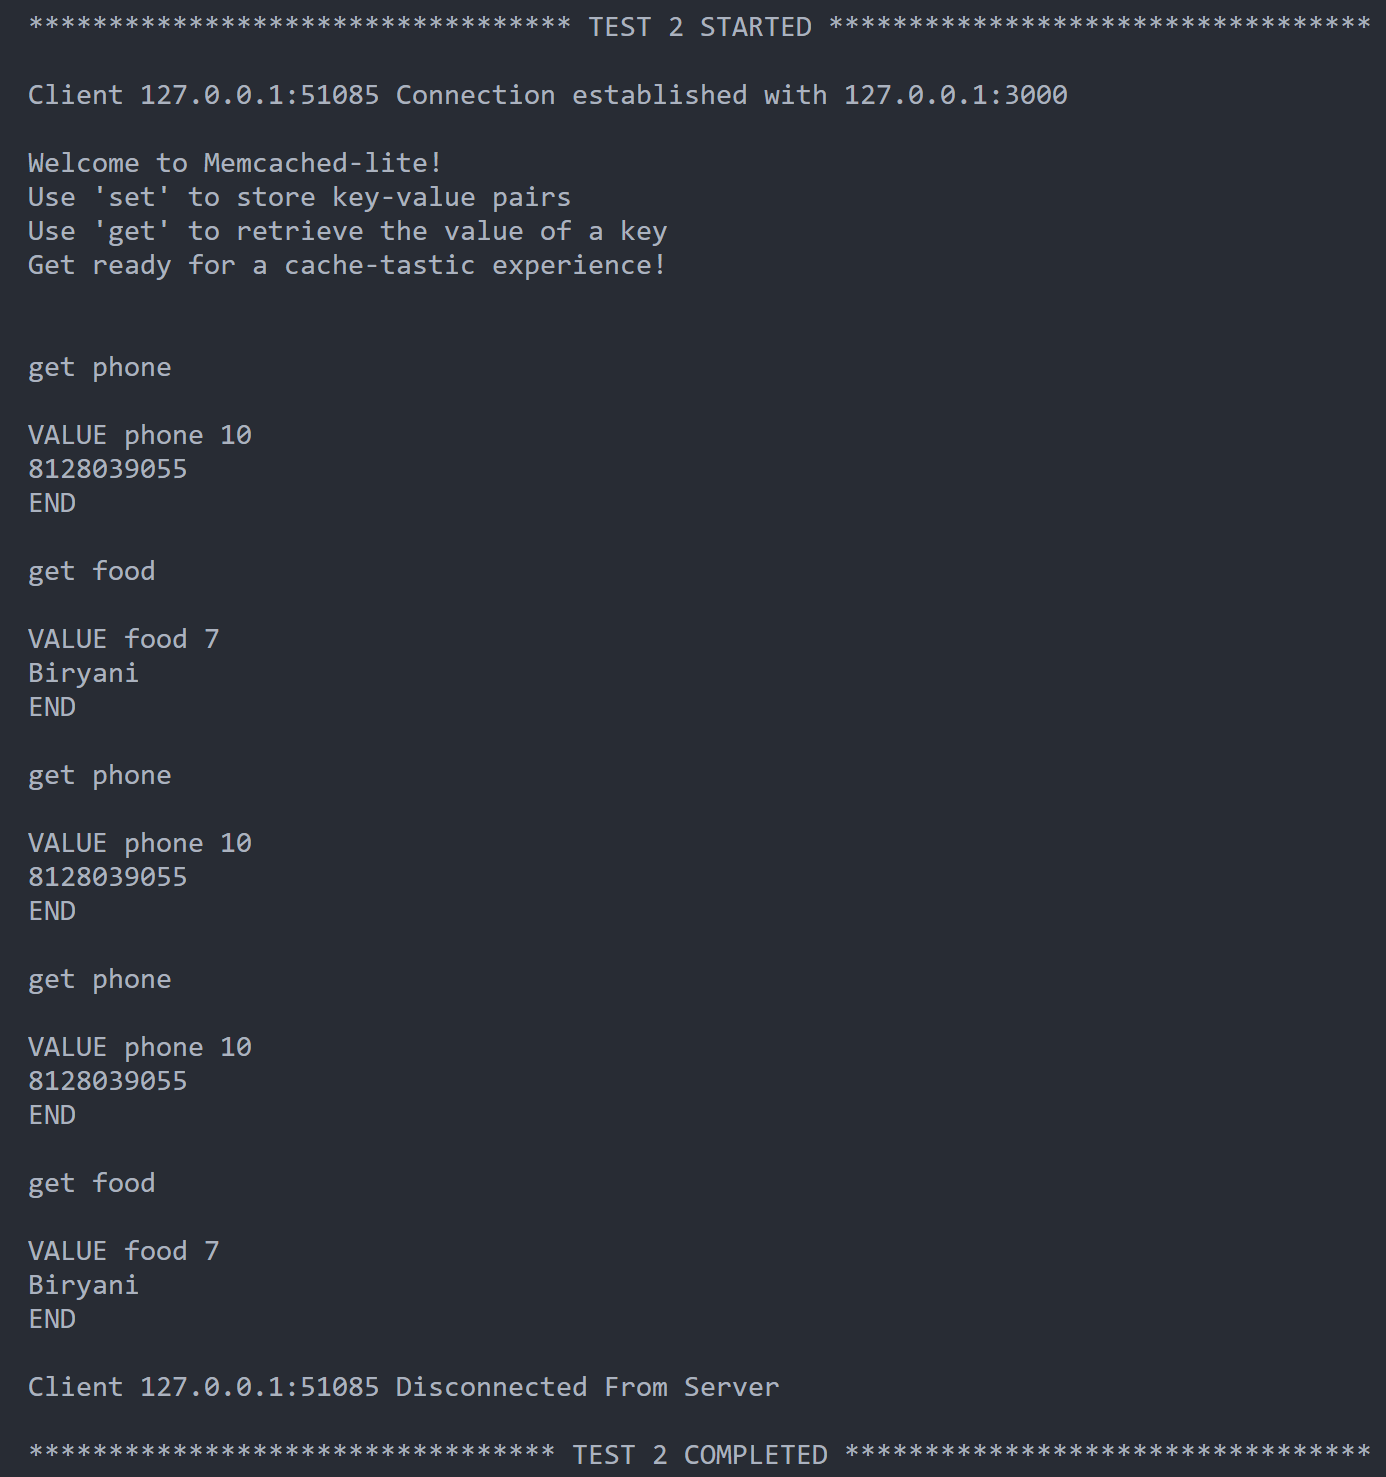 ********************************** TEST 2 STARTED **********************************
Client 127.0.0.1:51085 Connection established with 127.0.0.1:3000
Welcome to Memcached-lite!
Use 'set' to store key-value pairs
Use 'get' to retrieve the value of a key
Get ready for a cache-tastic experience!
get phone
VALUE phone 10
8128039055
END
get food
VALUE food 7
Biryani
END
get phone
VALUE phone 10
8128039055
END
get phone
VALUE phone 10
8128039055
END
get food
VALUE food 7
Biryani
END
Client 127.0.0.1:51085 Disconnected From Server
********************************* TEST 2 COMPLETED *********************************